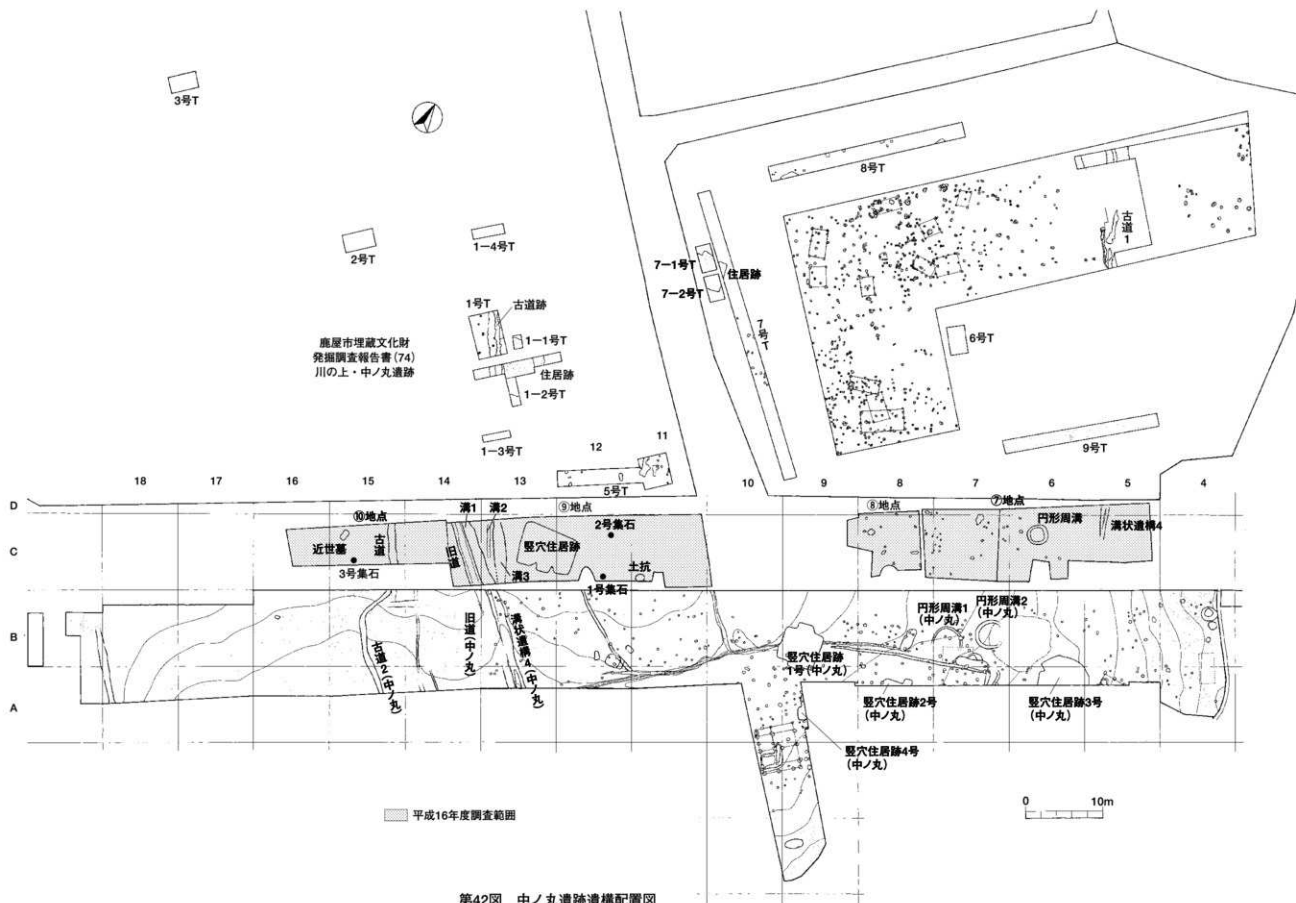 3号T
8号T
古道1
2号T
1－4号T
7－1号T
住居跡
7－2号T
7号T
1号T
古道跡
6号T
1－1号T
鹿屋市埋蔵文化財
発掘調査報告書(74)
川の上・中ノ丸遺跡
住居跡
1－2号T
1－3号T
9号T
12
11
5号T
18
17
16
15
14
13
10
9
8
7
6
5
4
D
⑩地点
溝1
溝2
⑨地点
⑧地点
⑦地点
C
近世墓
古道
旧道
竪穴住居跡
2号集石
円形周溝
溝状遺構4
3号集石
溝3
土抗
1号集石
B
古道2(中ノ丸)
旧道(中ノ丸)
溝状遺構4(中ノ丸)
竪穴住居跡
1号(中ノ丸)
円形周溝1
(中ノ丸)
円形周溝2
(中ノ丸)
竪穴住居跡2号
(中ノ丸)
竪穴住居跡3号
(中ノ丸)
A
竪穴住居跡4号
(中ノ丸)
平成16年度調査範囲
0
10m
第42図 中ノ丸遺跡遺構配置図